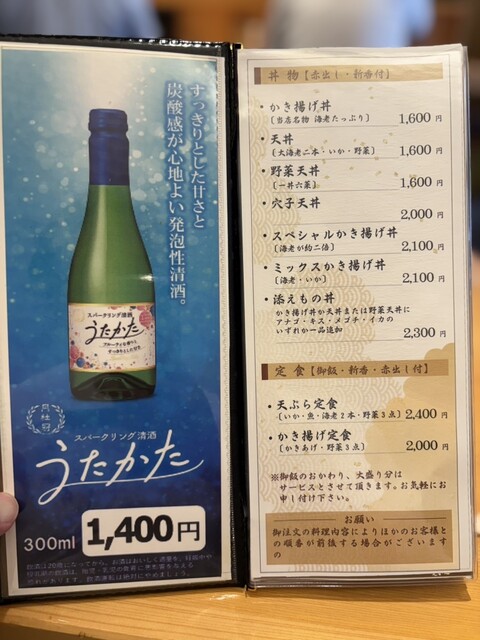 すっきりとした甘さと
炭酸感が心地よい発泡性清酒。
スパークリング清酒
うたかた
フルーティな香りと
すっきりとした甘さ
月桂冠
スパークリング清酒
うたかた
300ml 1,400円
丼物【赤出し・新香付】
・かき揚げ丼
(当店名物 海老たっぷり) 1,600円
・天丼
(大海老二本・いか・野菜) 1,600円
・野菜天丼
(一丼六菜) 1,600円
・穴子天丼
2,000円
・スペシャルかき揚げ丼
(海老が約二倍) 2,100円
・ミックスかき揚げ丼
(海老・いか) 2,100円
・添えもの丼
かき揚げ丼か天丼または野菜天丼に
アナゴ・キス・メゴチ・イカの
いずれか一品追加 2,300円
定食【御飯・新香・赤出し付】
・天ぷら定食
(いか・魚・海老2本・野菜3点) 2,400円
・かき揚げ定食
(かきあげ・野菜3点) 2,000円
※御飯のおかわり、大盛り分は
サービスとさせて頂きます。お気軽にお
申し付け下さい。
お願い
御注文の料理内容によりほかのお客様と
の順番が前後する場合がございます
の